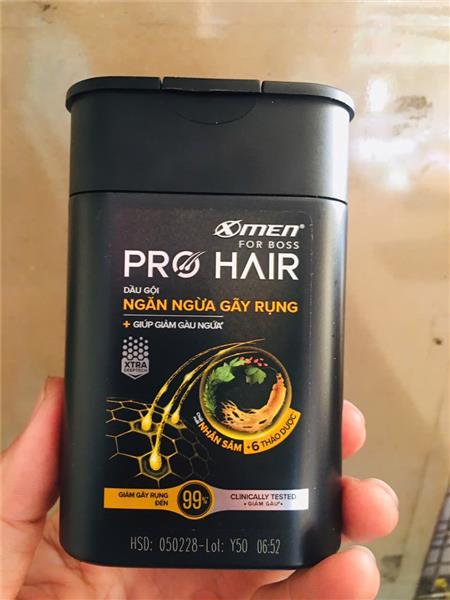 XMEN®
FOR BOSS
PRO HAIR
DẦU GỘI
NGĂN NGỪA GÃY RỤNG
+ GIÚP GIẢM GÀU NGỨA*
XTRA
DEEPTECH
NHÂN SÂM +6 THẢO DƯỢC
GIẢM GÃY RỤNG
ĐẾN
99%*
CLINICALLY TESTED
• GIẢM GÀU •
HSD: 050228-Lot: Y50 06:52